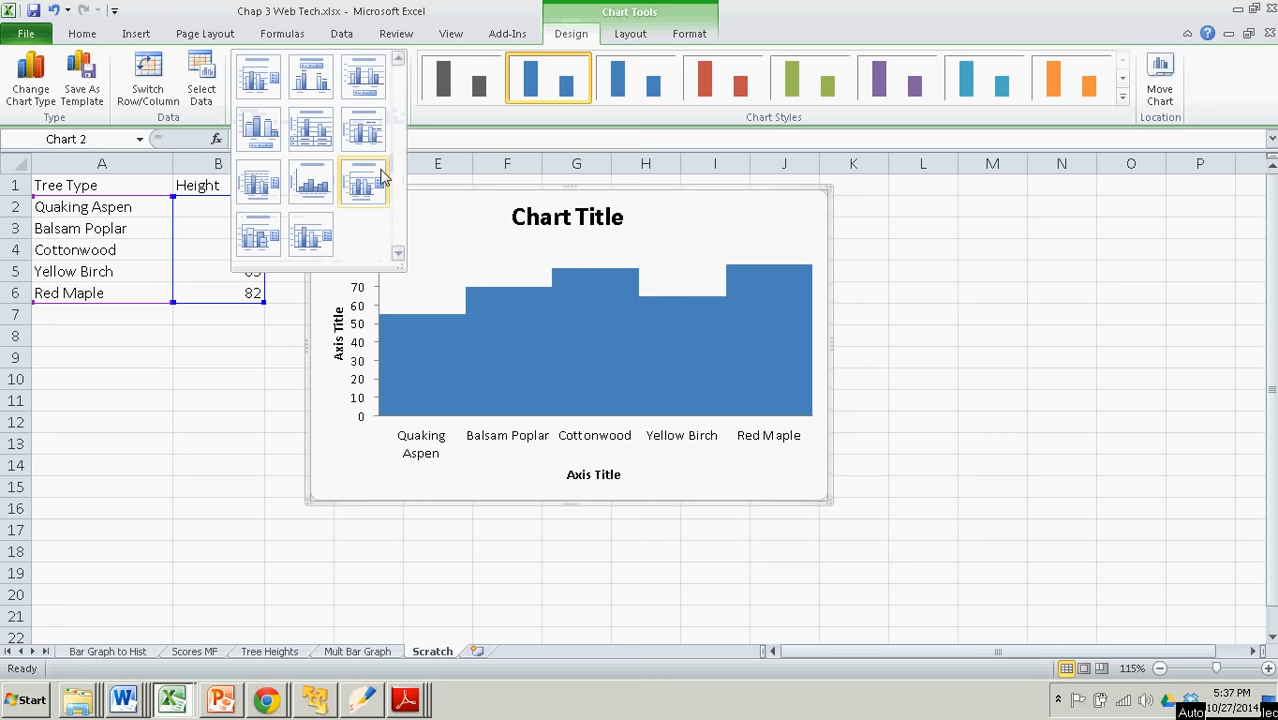 Chap 3 Web Tech.xlsx - Microsoft Excel
Chart Tools
File Home Insert Page Layout Formulas Data Review View Add-Ins Design Layout Format
Change Chart Type
Save As Template
Switch Row/Column
Select Data
Move Chart
Type Data Chart Styles Location
Chart 2 fx
A B E F G H I J K L M N O P
1 Tree Type Height
2 Quaking Aspen
3 Balsam Poplar
4 Cottonwood
5 Yellow Birch
6 Red Maple 82
7
8
9
10
11
12
13
14
15
16
17
18
19
20
21
22
Chart Title
70
60
50
40
30
20
10
0
Axis Title
Quaking Aspen
Balsam Poplar
Cottonwood
Yellow Birch
Red Maple
Axis Title
Bar Graph to Hist Scores MF Tree Heights Mult Bar Graph Scratch
Ready 115%
Start
5:37 PM
10/27/2014